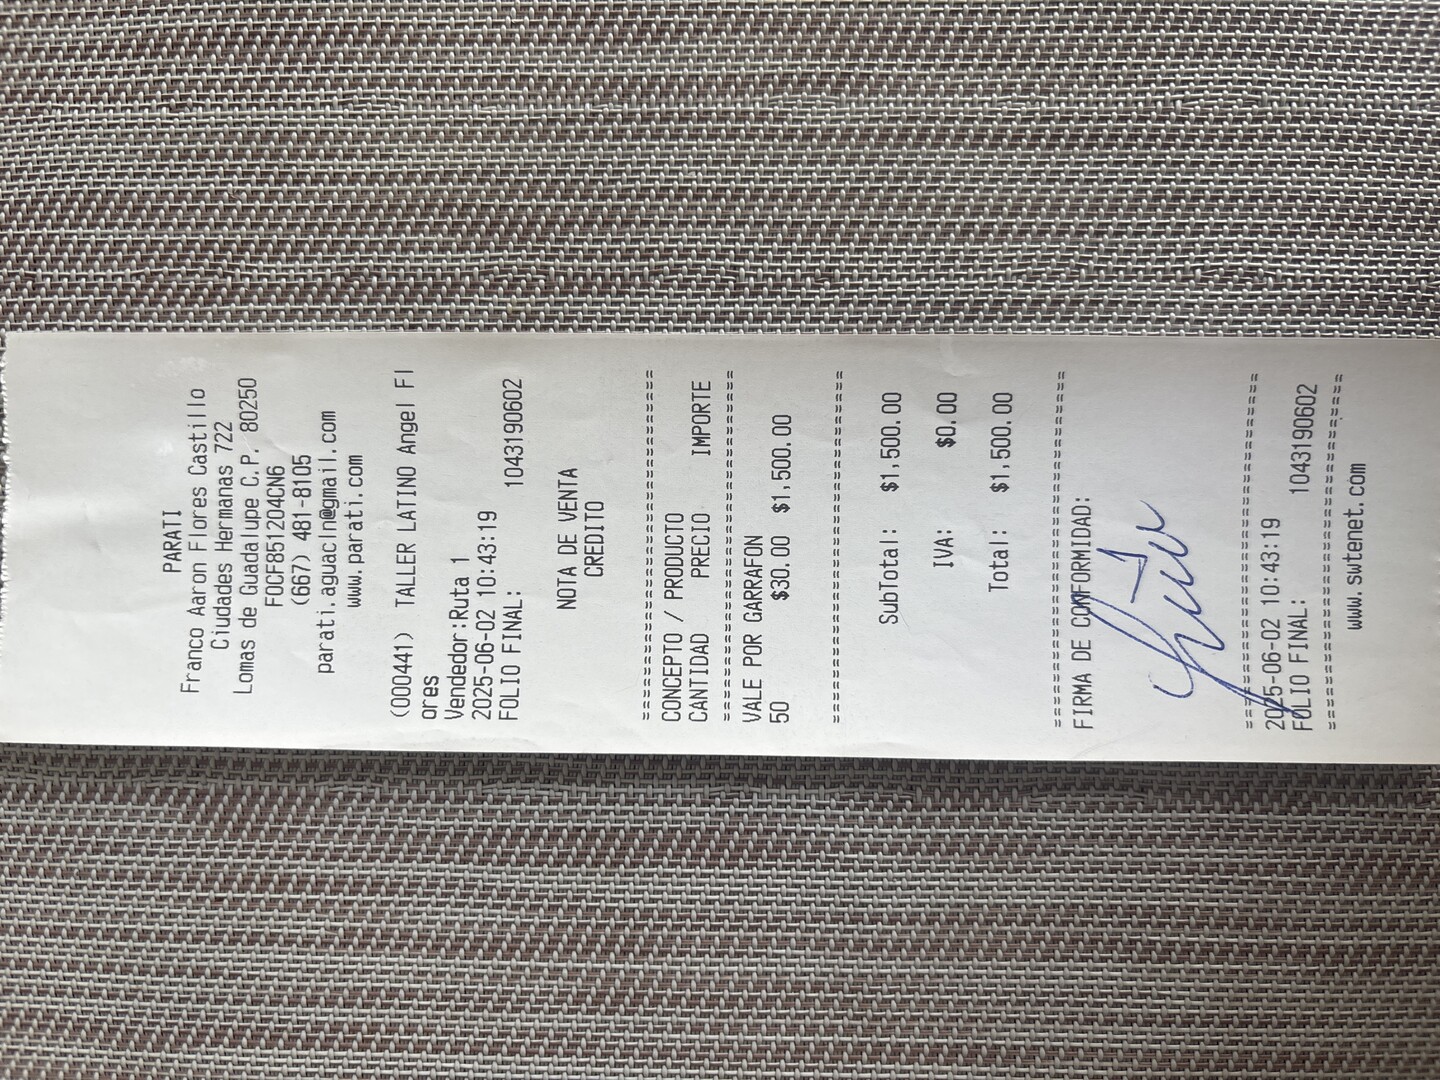 PARATI
Franco Aaron Flores Castillo
Ciudades Hermanas 722
Lomas de Guadalupe C.P. 80250
FOCF851204CN6
(667) 481-8105
parati.aguacln@gmail.com
www.parati.com
(000441) TALLER LATINO Angel Fl
ores
Vendedor:Ruta 1
2025-06-02 10:43:19
FOLIO FINAL: 1043190602
NOTA DE VENTA
CREDITO
================================
CONCEPTO / PRODUCTO
CANTIDAD PRECIO IMPORTE
================================
VALE POR GARRAFON
50 $30.00 $1,500.00
================================
SubTotal: $1,500.00
IVA: $0.00
Total: $1,500.00
================================
FIRMA DE CONFORMIDAD:
================================
2025-06-02 10:43:19
FOLIO FINAL: 1043190602
================================
www.swtenet.com